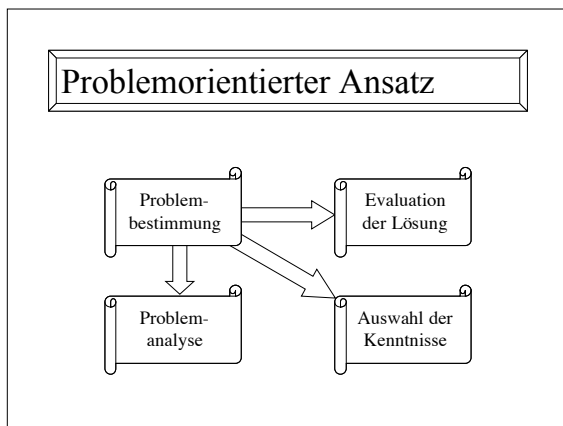 Problemorientierter Ansatz
Problem-
bestimmung
Evaluation
der Lösung
Problem-
analyse
Auswahl der
Kenntnisse